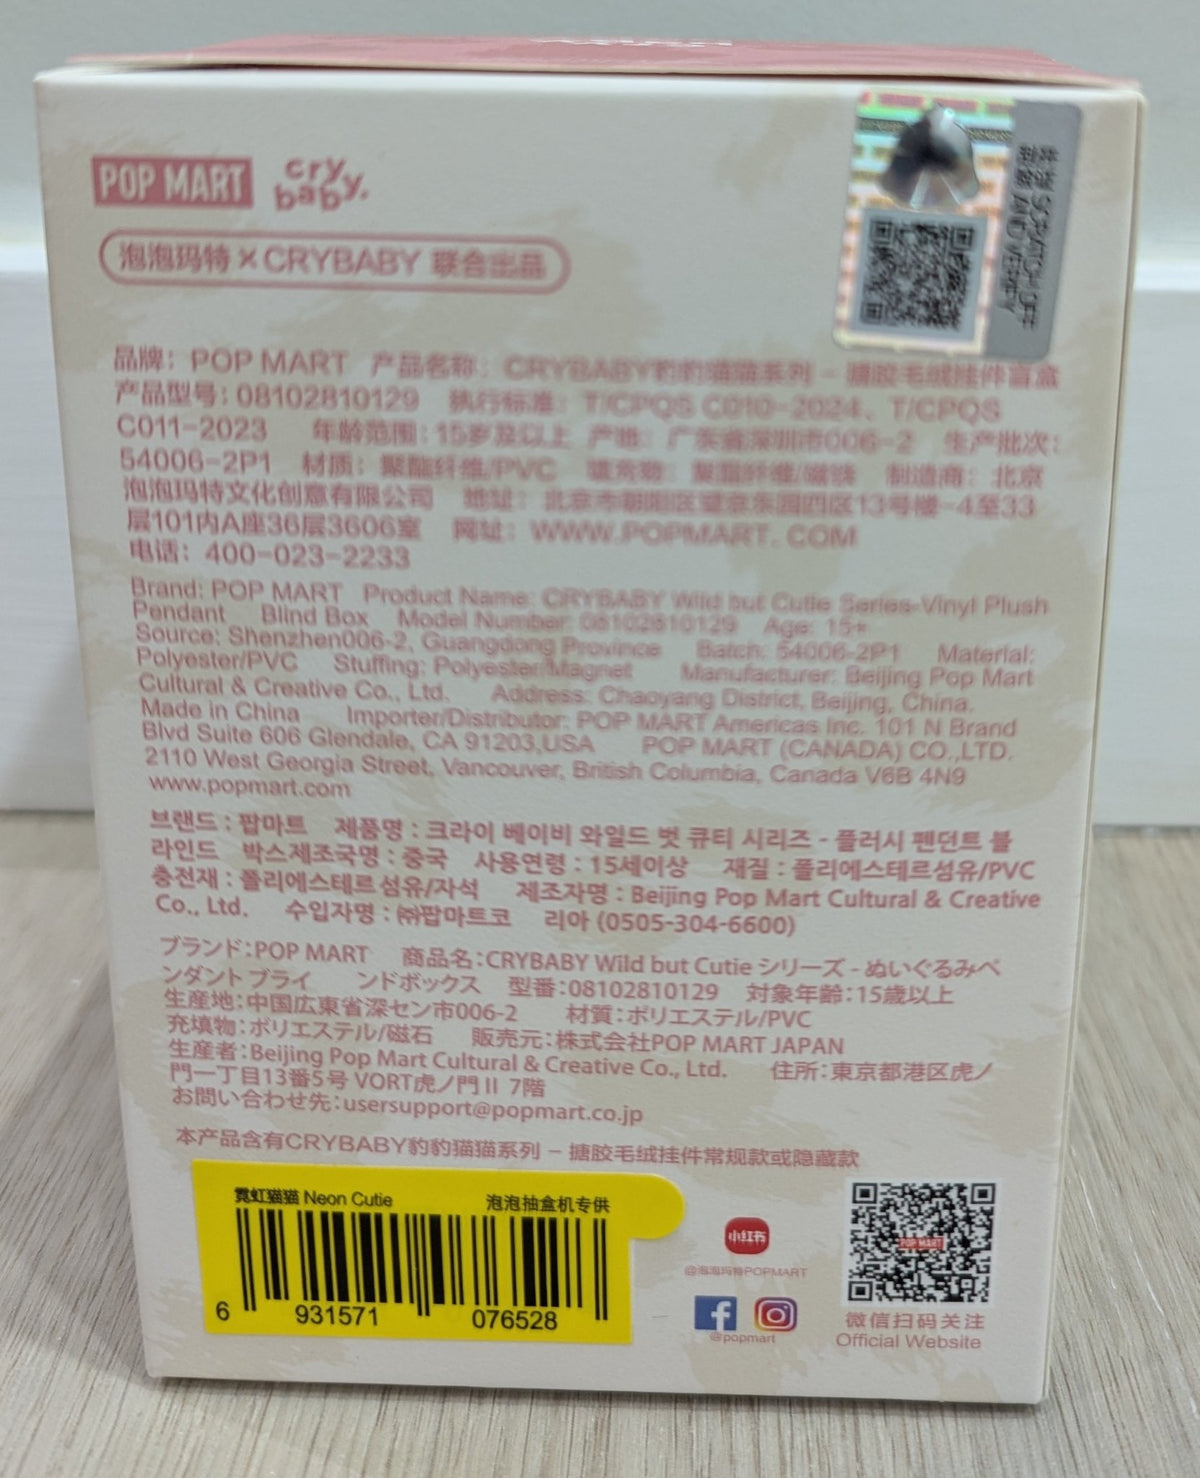 POP MART
cry baby.
泡泡玛特×CRYBABY 联合出品
SCRATCH OFF
AND VERIFY
品牌：POP MART 产品名称：CRYBABY豹豹猫猫系列 - 搪胶毛绒挂件盲盒
产品型号：08102810129 执行标准：T/CPQS C010-2024、T/CPQS
C011-2023 年龄范围：15岁及以上 产地：广东省深圳市006-2 生产批次：
54006-2P1 材质：聚酯纤维/PVC 填充物：聚酯纤维/磁铁 制造商：北京
泡泡玛特文化创意有限公司 地址：北京市朝阳区望京东园四区13号楼-4至33
层101内A座36层3606室 网址：WWW.POPMART.COM
电话：400-023-2233
Brand: POP MART Product Name: CRYBABY Wild but Cutie Series-Vinyl Plush
Pendant Blind Box Model Number: 08102810129 Age: 15+
Source: Shenzhen006-2, Guangdong Province Batch: 54006-2P1 Material:
Polyester/PVC Stuffing: Polyester/Magnet Manufacturer: Beijing Pop Mart
Cultural & Creative Co., Ltd. Address: Chaoyang District, Beijing, China.
Made in China Importer/Distributor: POP MART Americas Inc. 101 N Brand
Blvd Suite 606 Glendale, CA 91203,USA POP MART (CANADA) CO.,LTD.
2110 West Georgia Street, Vancouver, British Columbia, Canada V6B 4N9
www.popmart.com
브랜드 : 팝마트 제품명 : 크라이 베이비 와일드 벗 큐티 시리즈 - 플러시 펜던트 블
라인드 박스제조국명 : 중국 사용연령 : 15세이상 재질 : 폴리에스테르섬유/PVC
충전재 : 폴리에스테르섬유/자석 제조자명 : Beijing Pop Mart Cultural & Creative
Co., Ltd. 수입자명 : ㈜팝마트코 리아 (0505-304-6600)
ブランド：POP MART 商品名：CRYBABY Wild but Cutie シリーズ - ぬいぐるみペ
ンダント ブライ ンドボックス 型番：08102810129 対象年齢：15歳以上
生産地：中国広東省深セン市006-2 材質：ポリエステル/PVC
充填物：ポリエステル/磁石 販売元：株式会社POP MART JAPAN
生産者：Beijing Pop Mart Cultural & Creative Co., Ltd. 住所：東京都港区虎ノ
門一丁目13番5号 VORT虎ノ門II 7階
お問い合わせ先：usersupport@popmart.co.jp
本产品含有CRYBABY豹豹猫猫系列 - 搪胶毛绒挂件常规款或隐藏款
霓虹猫猫 Neon Cutie 泡泡抽盒机专供
6 931571 076528
小红书
@泡泡玛特POPMART
@popmart
POP MART
微信扫码关注
Official Website